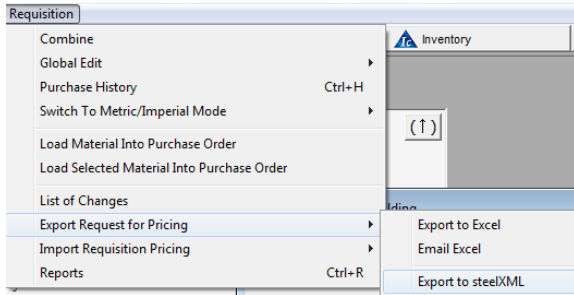 Requisition
Combine
Inventory
Global Edit
Purchase History Ctrl+H
Switch To Metric/Imperial Mode
(↑)
Load Material Into Purchase Order
Load Selected Material Into Purchase Order
List of Changes
Export Request for Pricing
Export to Excel
Import Requisition Pricing
Email Excel
Reports Ctrl+R
Export to steelXML